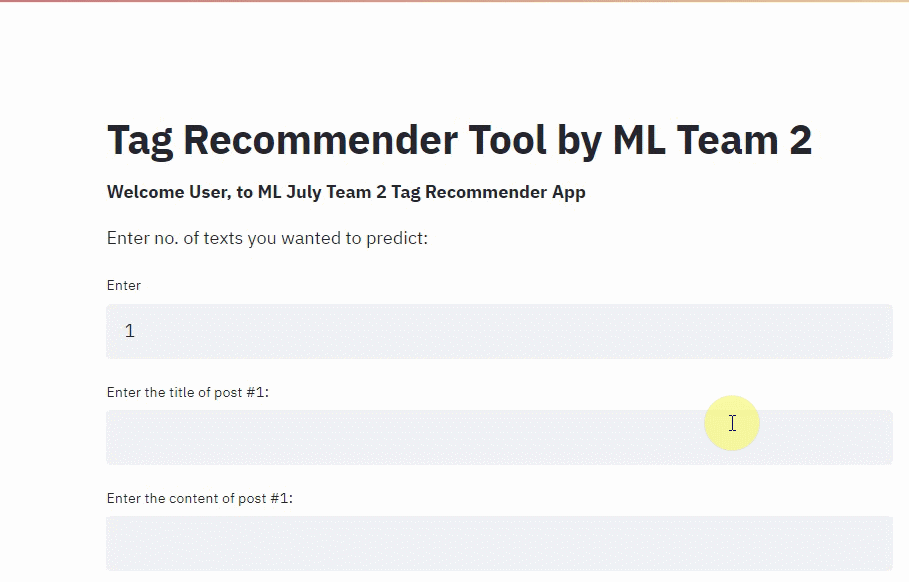 Tag Recommender Tool by ML Team 2
Welcome User, to ML July Team 2 Tag Recommender App
Enter no. of texts you wanted to predict:
Enter
1
Enter the title of post #1:
Enter the content of post #1: